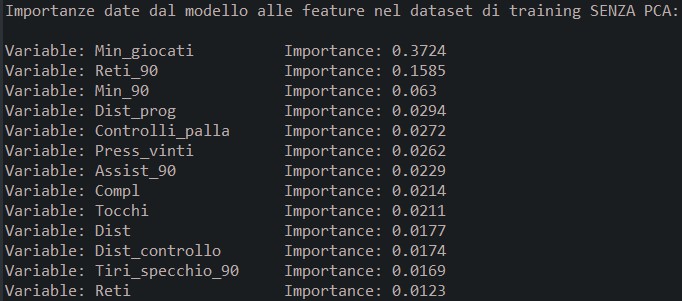 Importanze date dal modello alle feature nel dataset di training SENZA PCA:
Variable: Min_giocati Importance: 0.3724
Variable: Reti_90 Importance: 0.1585
Variable: Min_90 Importance: 0.063
Variable: Dist_prog Importance: 0.0294
Variable: Controlli_palla Importance: 0.0272
Variable: Press_vinti Importance: 0.0262
Variable: Assist_90 Importance: 0.0229
Variable: Compl Importance: 0.0214
Variable: Tocchi Importance: 0.0211
Variable: Dist Importance: 0.0177
Variable: Dist_controllo Importance: 0.0174
Variable: Tiri_specchio_90 Importance: 0.0169
Variable: Reti Importance: 0.0123